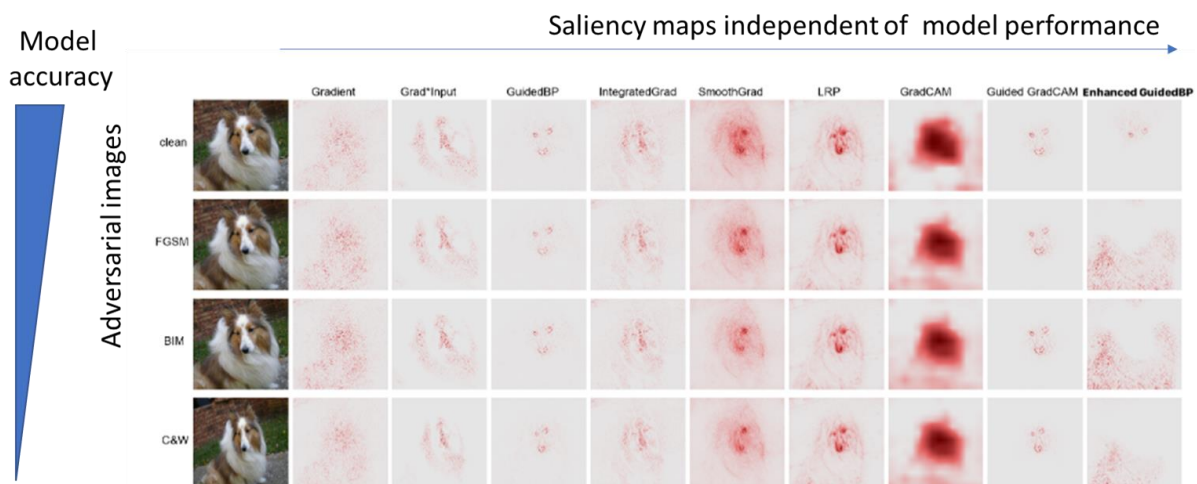 Saliency maps independent of model performance
Model
accuracy
Adversarial images
Gradient Grad*Input GuidedBP IntegratedGrad SmoothGrad LRP GradCAM Guided GradCAM Enhanced GuidedBP
clean
FGSM
BIM
C&W